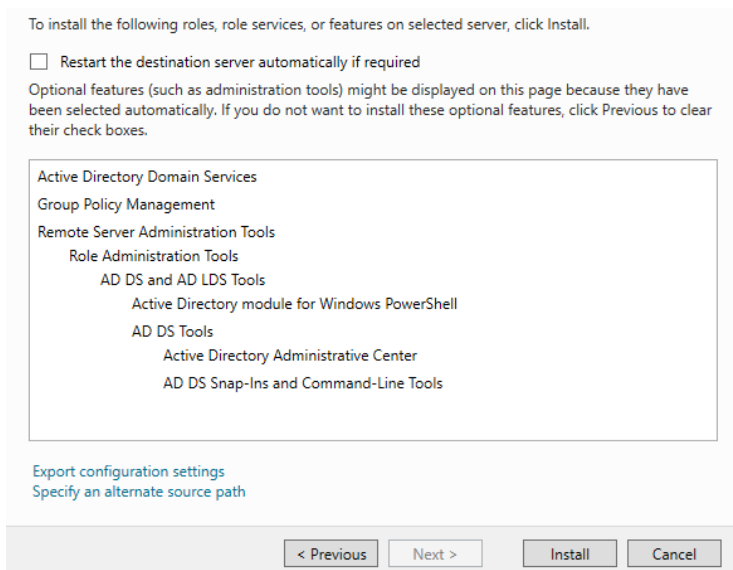 To install the following roles, role services, or features on selected server, click Install.
Restart the destination server automatically if required
Optional features (such as administration tools) might be displayed on this page because they have
been selected automatically. If you do not want to install these optional features, click Previous to clear
their check boxes.
Active Directory Domain Services
Group Policy Management
Remote Server Administration Tools
Role Administration Tools
AD DS and AD LDS Tools
Active Directory module for Windows PowerShell
AD DS Tools
Active Directory Administrative Center
AD DS Snap-Ins and Command-Line Tools
Export configuration settings
Specify an alternate source path
< Previous Next > Install Cancel